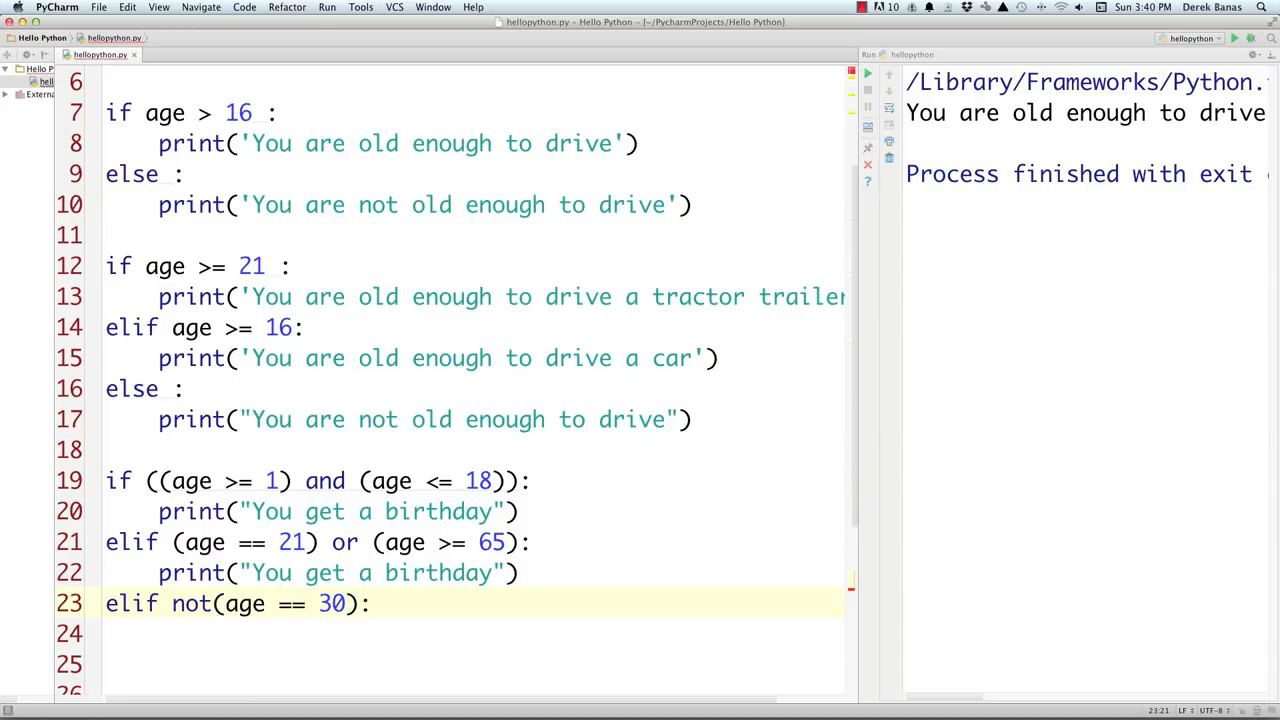 PyCharm File Edit View Navigate Code Refactor Run Tools VCS Window Help 10 Sun 3:40 PM Derek Banas
hellopython.py – Hello Python – [~/PycharmProjects/Hello Python]
Hello Python hellopython.py hellopython
hellopython.py × Run hellopython
Hello P
hell
Externa
6
7 if age > 16 :
8 print('You are old enough to drive')
9 else :
10 print('You are not old enough to drive')
11
12 if age >= 21 :
13 print('You are old enough to drive a tractor trailer
14 elif age >= 16:
15 print('You are old enough to drive a car')
16 else :
17 print("You are not old enough to drive")
18
19 if ((age >= 1) and (age <= 18)):
20 print("You get a birthday")
21 elif (age == 21) or (age >= 65):
22 print("You get a birthday")
23 elif not(age == 30):
24
25
26
/Library/Frameworks/Python.
You are old enough to drive
Process finished with exit
23:21 LF UTF-8